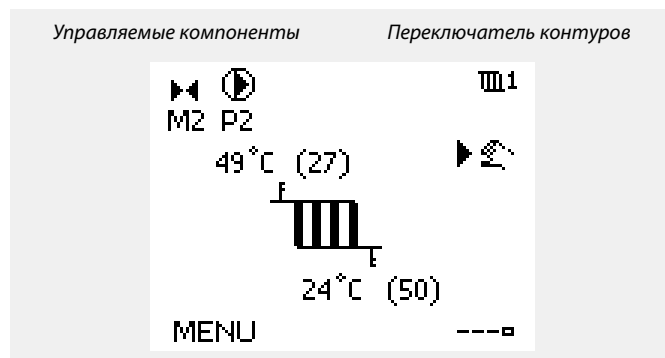 Управляемые компоненты Переключатель контуров
1
M2 P2
49°C (27)
24°C (50)
MENU ---